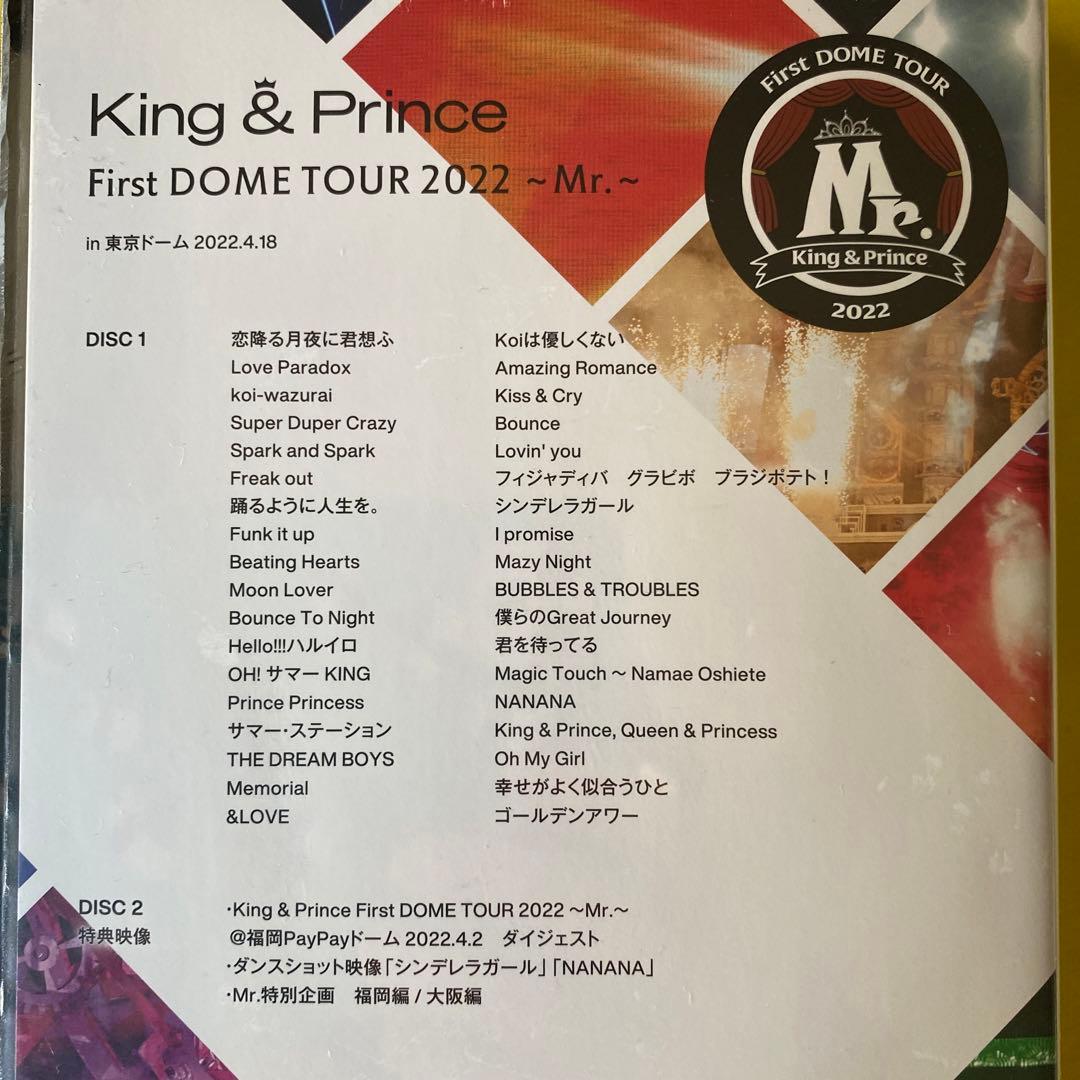 King & Prince
First DOME TOUR 2022 ~Mr.~
in 東京ドーム 2022.4.18
First DOME TOUR
Mr.
King & Prince
2022
DISC 1
恋降る月夜に君想ふ
Love Paradox
koi-wazurai
Super Duper Crazy
Spark and Spark
Freak out
踊るように人生を。
Funk it up
Beating Hearts
Moon Lover
Bounce To Night
Hello!!!ハルイロ
OH! サマー KING
Prince Princess
サマー・ステーション
THE DREAM BOYS
Memorial
&LOVE
Koiは優しくない
Amazing Romance
Kiss & Cry
Bounce
Lovin' you
フィジャディバ　グラビボ　ブラジポテト！
シンデレラガール
I promise
Mazy Night
BUBBLES & TROUBLES
僕らのGreat Journey
君を待ってる
Magic Touch ~ Namae Oshiete
NANANA
King & Prince, Queen & Princess
Oh My Girl
幸せがよく似合うひと
ゴールデンアワー
DISC 2
特典映像
・King & Prince First DOME TOUR 2022 ~Mr.~
@福岡PayPayドーム 2022.4.2　ダイジェスト
・ダンスショット映像「シンデレラガール」「NANANA」
・Mr.特別企画　福岡編 / 大阪編